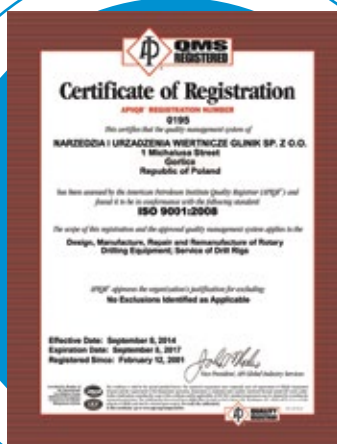 QMS
REGISTERED
Certificate of Registration
APIQR® REGISTRATION NUMBER
0195
This certifies that the quality management system of
NARZEDZIA I URZADZENIA WIERTNICZE GLINIK SP. Z O.O.
1 Michalusa Street
Gorlice
Republic of Poland
has been assessed by the American Petroleum Institute Quality Registrar (APIQR®) and
found it to be in conformance with the following standard:
ISO 9001:2008
The scope of this registration and the approved quality management system applies to the
Design, Manufacture, Repair and Remanufacture of Rotary
Drilling Equipment; Service of Drill Rigs
APIQR® approves the organization's justification for excluding:
No Exclusions Identified as Applicable
Effective Date: September 8, 2014
Expiration Date: September 8, 2017
Registered Since: February 12, 2001
Vice President, API Global Industry Services
QUALITY